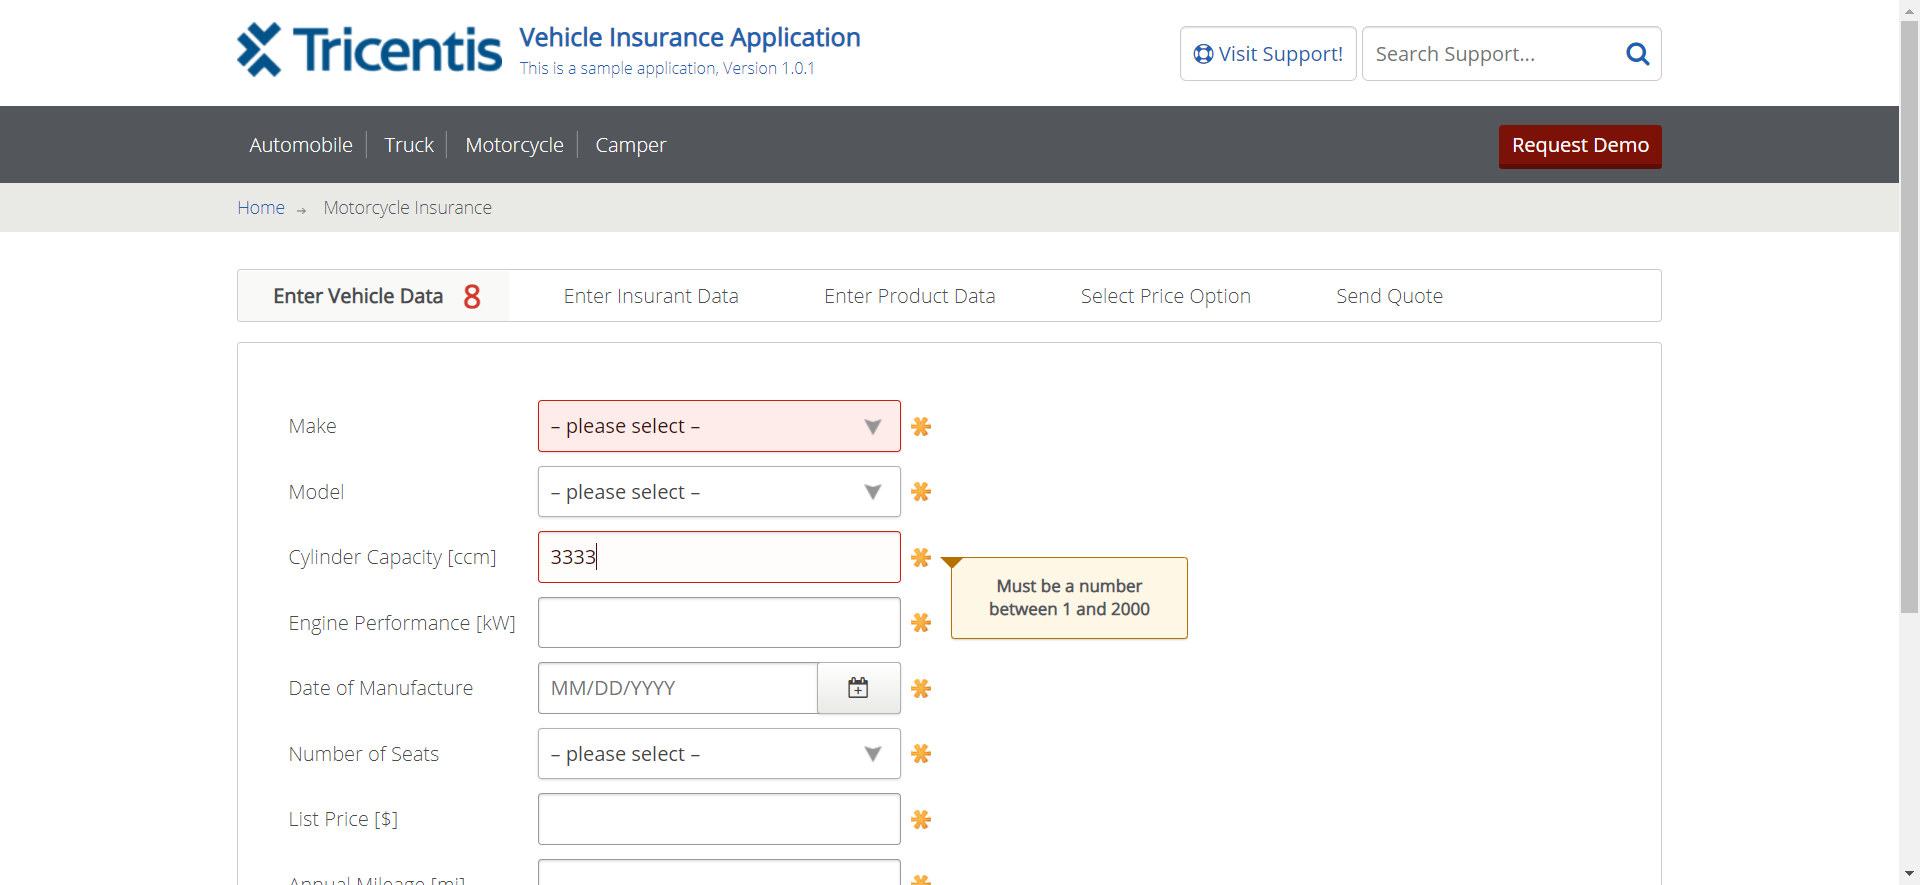 Tricentis
Vehicle Insurance Application
This is a sample application, Version 1.0.1
Visit Support!
Search Support...
Automobile
Truck
Motorcycle
Camper
Request Demo
Home → Motorcycle Insurance
Enter Vehicle Data 8
Enter Insurant Data
Enter Product Data
Select Price Option
Send Quote
Make
– please select –
Model
– please select –
Cylinder Capacity [ccm]
3333
Must be a number
between 1 and 2000
Engine Performance [kW]
Date of Manufacture
MM/DD/YYYY
Number of Seats
– please select –
List Price [$]
Annual Mileage [mi]